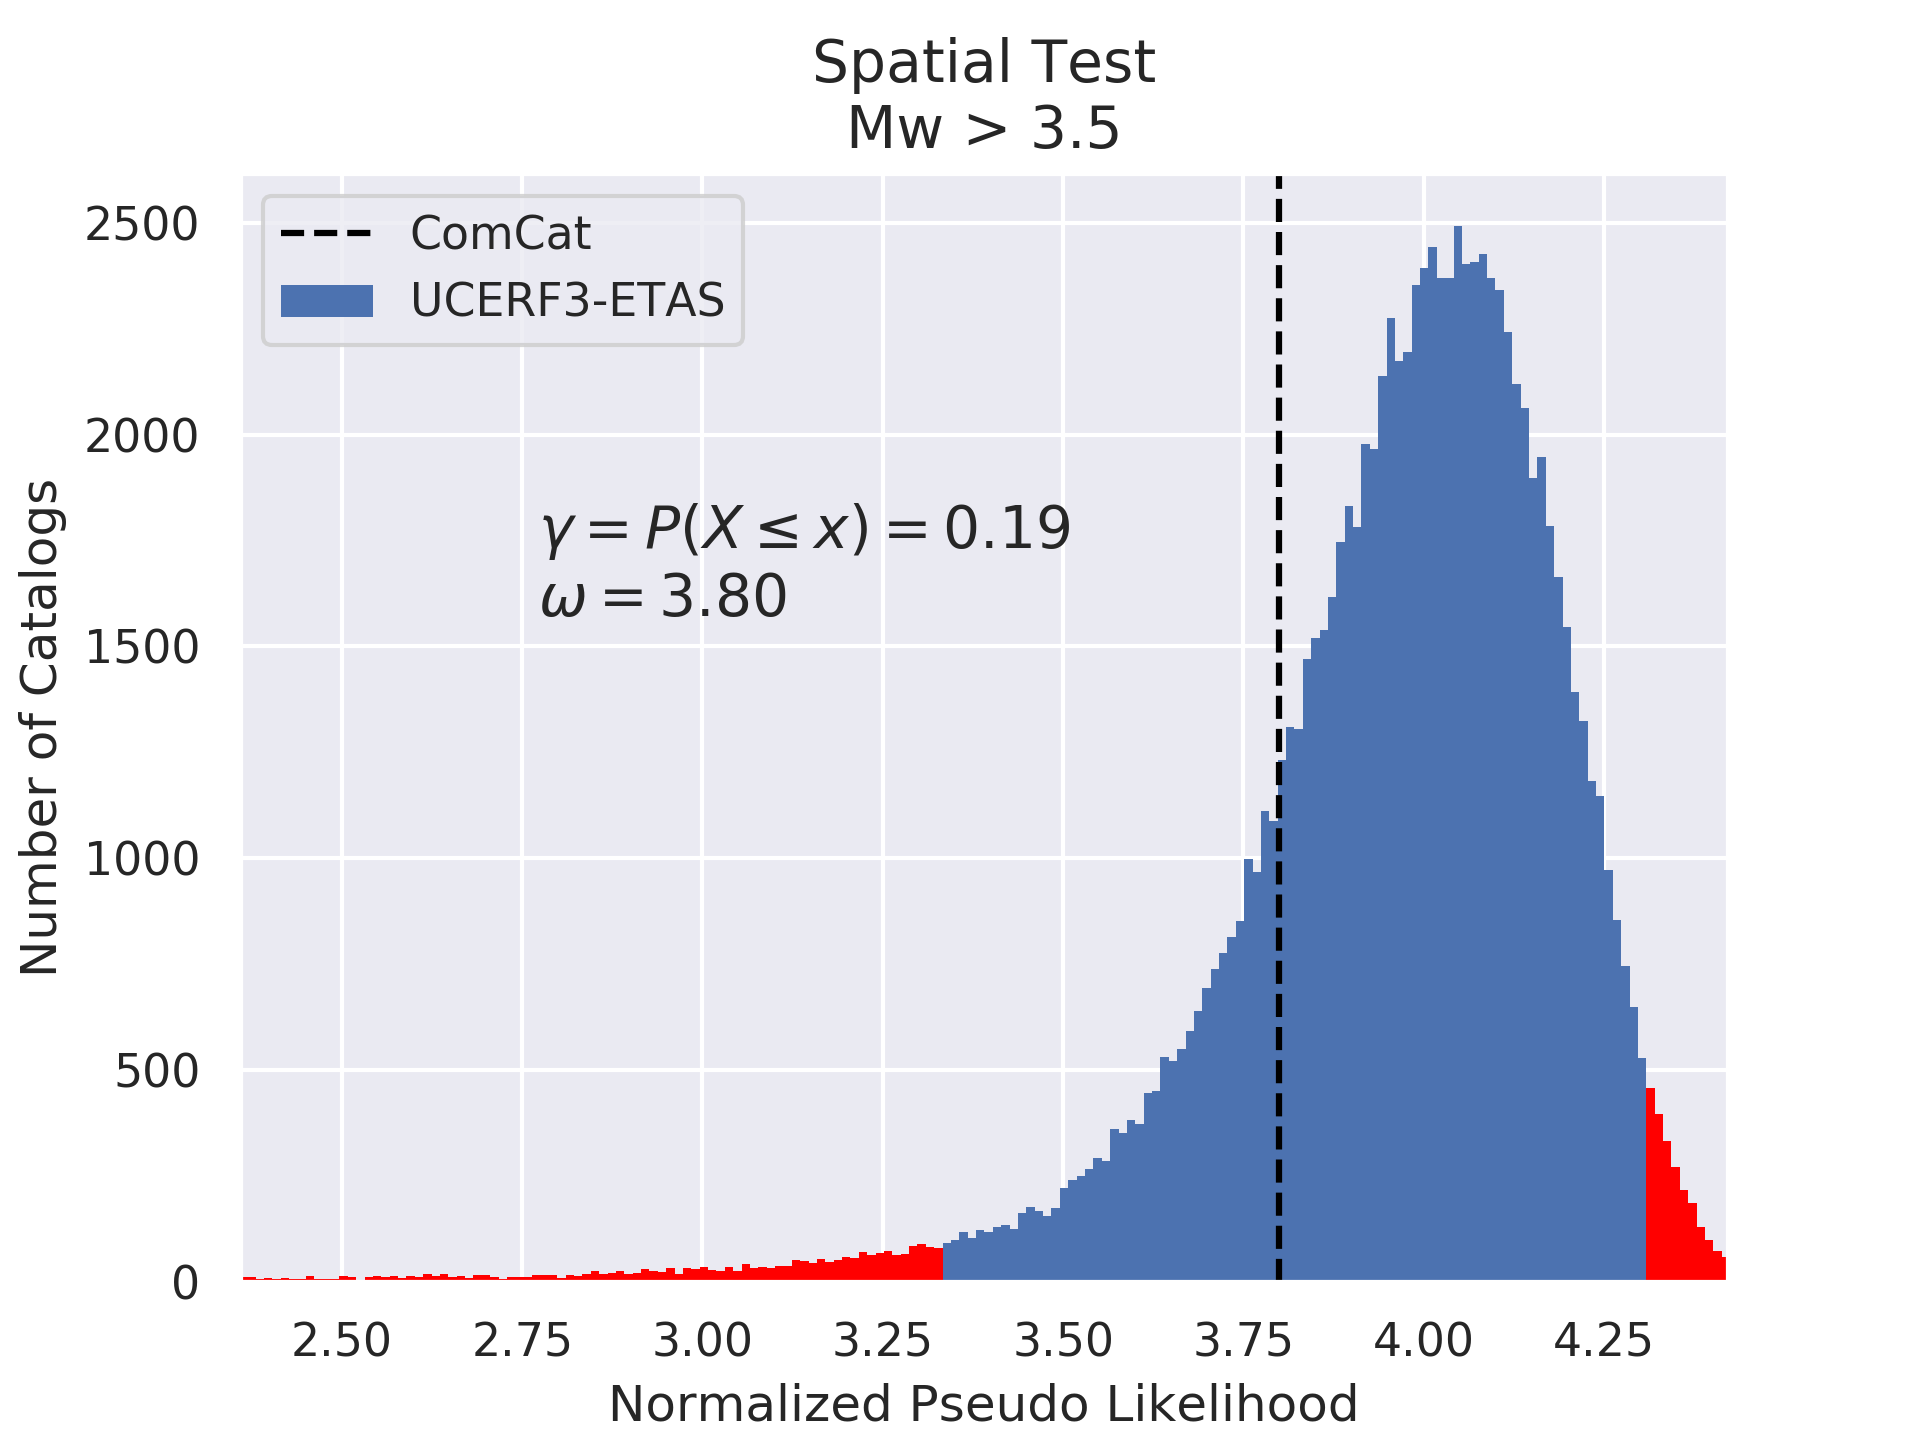 Spatial Test
Mw > 3.5
ComCat
UCERF3-ETAS
γ = P(X ≤ x) = 0.19
ω = 3.80
Number of Catalogs
2500
2000
1500
1000
500
0
2.50 2.75 3.00 3.25 3.50 3.75 4.00 4.25
Normalized Pseudo Likelihood